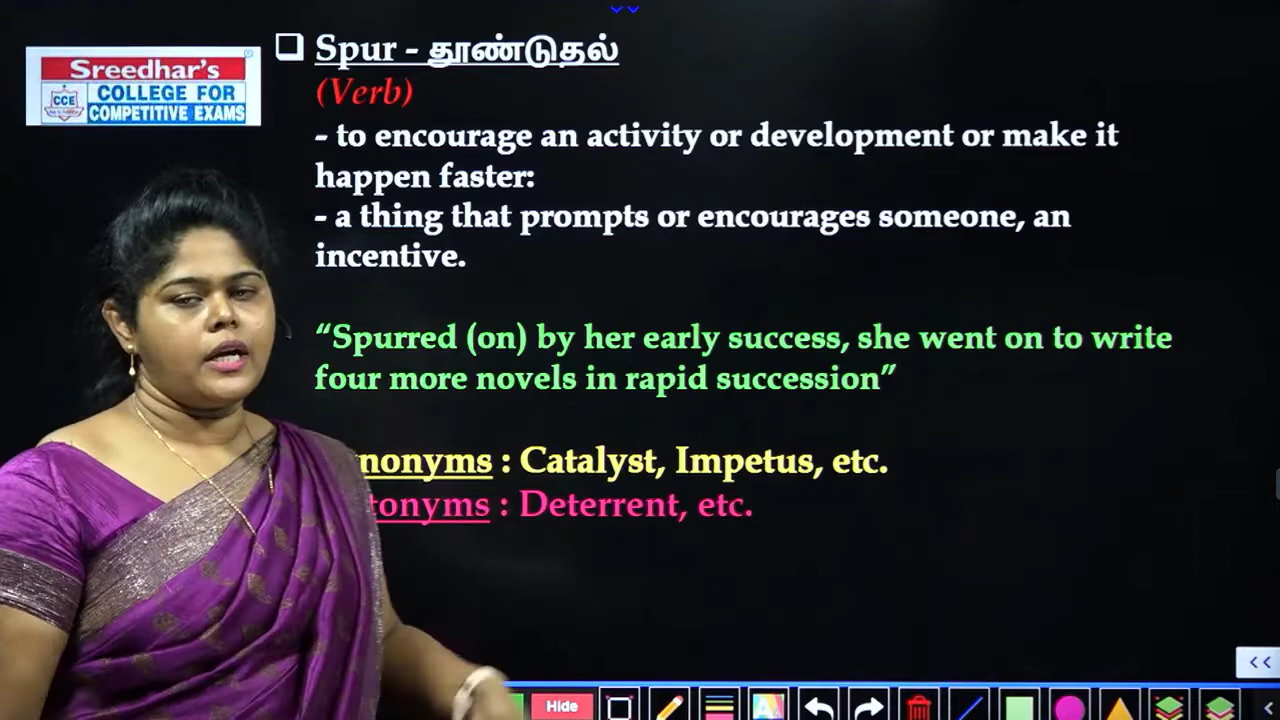 Spur - தூண்டுதல்
Sreedhar's
CCE
COLLEGE FOR
COMPETITIVE EXAMS
(Verb)
- to encourage an activity or development or make it
happen faster:
- a thing that prompts or encourages someone, an
incentive.
“Spurred (on) by her early success, she went on to write
four more novels in rapid succession”
nonyms : Catalyst, Impetus, etc.
tonyms : Deterrent, etc.
Hide